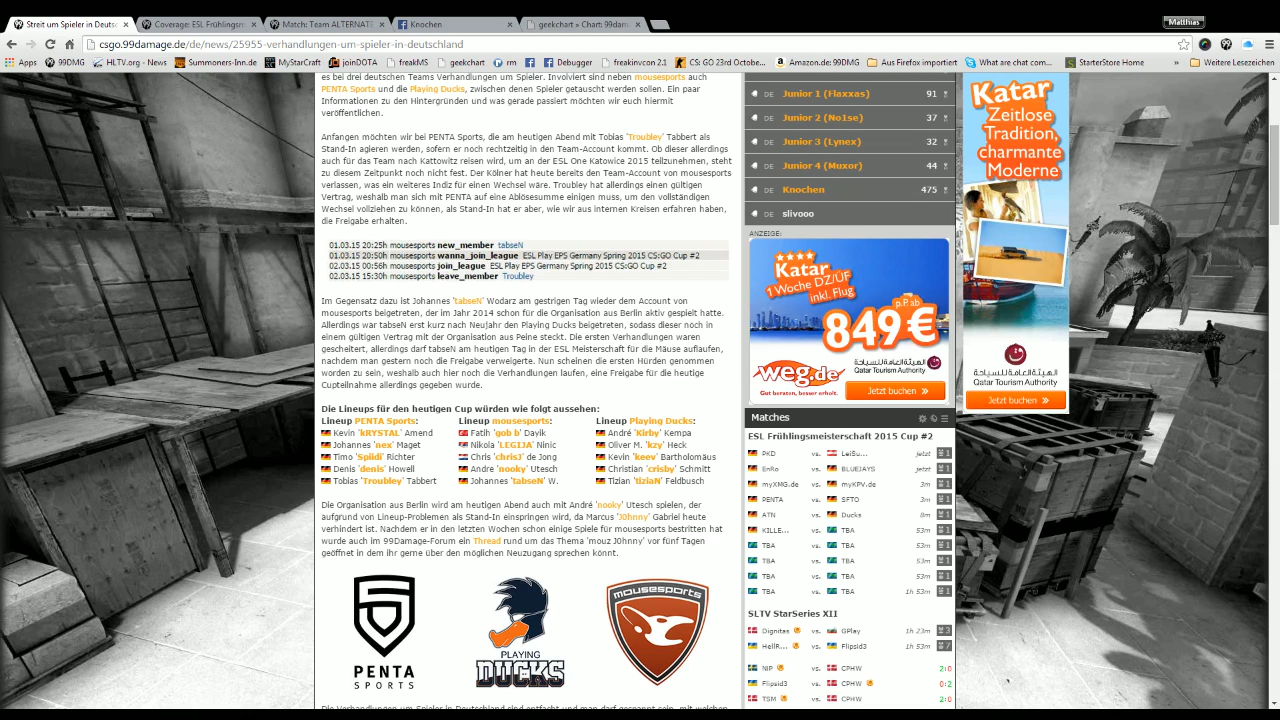 Streit um Spieler in Deutsc
Coverage: ESL Frühlingsm
Match: Team ALTERNATE
Knochen
geekchart » Chart: 99dam
Matthias
csgo.99damage.de/de/news/25955-verhandlungen-um-spieler-in-deutschland
Apps
99DMG
HLTV.org - News
Summoners-Inn.de
MyStarCraft
joinDOTA
freakMS
geekchart
rm
Debugger
freakinvcon 2.1
CS: GO 23rd Octobe...
Amazon.de: 99DMG
Aus Firefox importiert
What are chat com...
StarterStore Home
»
Weitere Lesezeichen
es bei drei deutschen Teams Verhandlungen um Spieler. Involviert sind neben mousesports auch
PENTA Sports und die Playing Ducks, zwischen denen Spieler getauscht werden sollen. Ein paar
Informationen zu den Hintergründen und was gerade passiert möchten wir euch hiermit
veröffentlichen.
Anfangen möchten wir bei PENTA Sports, die am heutigen Abend mit Tobias 'Troubley' Tabbert als
Stand-In agieren werden, sofern er noch rechtzeitig in den Team-Account kommt. Ob dieser allerdings
auch für das Team nach Kattowitz reisen wird, um an der ESL One Katowice 2015 teilzunehmen, steht
zu diesem Zeitpunkt noch nicht fest. Der Kölner hat heute bereits den Team-Account von mousesports
verlassen, was ein weiteres Indiz für einen Wechsel wäre. Troubley hat allerdings einen gültigen
Vertrag, weshalb man sich mit PENTA auf eine Ablösesumme einigen muss, um den vollständigen
Wechsel vollziehen zu können, als Stand-In hat er aber, wie wir aus internen Kreisen erfahren haben,
die Freigabe erhalten.
01.03.15 20:25h mousesports new_member tabseN
01.03.15 20:50h mousesports wanna_join_league ESL Play EPS Germany Spring 2015 CS:GO Cup #2
02.03.15 00:56h mousesports join_league ESL Play EPS Germany Spring 2015 CS:GO Cup #2
02.03.15 15:30h mousesports leave_member Troubley
Im Gegensatz dazu ist Johannes 'tabseN' Wodarz am gestrigen Tag wieder dem Account von
mousesports beigetreten, der im Jahr 2014 schon für die Organisation aus Berlin aktiv gespielt hatte.
Allerdings war tabseN erst kurz nach Neujahr den Playing Ducks beigetreten, sodass dieser noch in
einem gültigen Vertrag mit der Organisation aus Peine steckt. Die ersten Verhandlungen waren
gescheitert, allerdings darf tabseN am heutigen Tag in der ESL Meisterschaft für die Mäuse auflaufen,
nachdem man gestern noch die Freigabe verweigerte. Nun scheinen die ersten Hürden genommen
worden zu sein, weshalb auch hier noch die Verhandlungen laufen, eine Freigabe für die heutige
Cupteilnahme allerdings gegeben wurde.
Die Lineups für den heutigen Cup würden wie folgt aussehen:
Lineup PENTA Sports:
Kevin 'kRYSTAL' Amend
Johannes 'nex' Maget
Timo 'Spiidi' Richter
Denis 'denis' Howell
Tobias 'Troubley' Tabbert
Lineup mousesports:
Fatih 'gob b' Dayik
Nikola 'LEGIJA' Ninic
Chris 'chrisJ' de Jong
Andre 'nooky' Utesch
Johannes 'tabseN' W.
Lineup Playing Ducks:
André 'Kirby' Kempa
Oliver M. 'kzy' Heck
Kevin 'keev' Bartholomäus
Christian 'crisby' Schmitt
Tizian 'tiziaN' Feldbusch
Die Organisation aus Berlin wird am heutigen Abend auch mit André 'nooky' Utesch spielen, der
aufgrund von Lineup-Problemen als Stand-In einspringen wird, da Marcus 'J0hnny' Gabriel heute
verhindert ist. Nachdem er in den letzten Wochen schon einige Spiele für mousesports bestritten hat
wurde auch im 99Damage-Forum ein Thread rund um das Thema 'mouz J0hnny' vor fünf Tagen
geöffnet in dem ihr gerne über den möglichen Neuzugang sprechen könnt.
PENTA
SPORTS
PLAYING
DUCKS
mousesports
DE Junior 1 (Flaxxas) 91
DE Junior 2 (No1se) 37
DE Junior 3 (Lynex) 32
DE Junior 4 (Muxor) 44
DE Knochen 475
DE slivooo
ANZEIGE:
Katar
1 Woche DZ/ÜF
inkl. Flug
p.P. ab
849€
weg.de
Gut beraten, besser erholt.
الهيئة العامة للسياحة
Qatar Tourism Authority
Jetzt buchen »
Matches
ESL Frühlingsmeisterschaft 2015 Cup #2
PKD vs. LeiSu... jetzt 1
EnRo vs. BLUEJAYS jetzt 1
myXMG.de vs. myKPV.de 3m 1
PENTA vs. SFTO 3m 1
ATN vs. Ducks 8m 1
KILLE... vs. TBA 53m 1
TBA vs. TBA 53m 1
TBA vs. TBA 53m 1
TBA vs. TBA 53m 1
TBA vs. TBA 1h 53m 1
SLTV StarSeries XII
Dignitas vs. GPlay 1h 23m 3
HellR... vs. Flipsid3 1h 53m 7
NiP vs. CPHW 2:0
Flipsid3 vs. CPHW 0:2
TSM vs. CPHW 2:0
Katar
Zeitlose
Tradition,
charmante
Moderne
الهيئة العامة للسياحة
Qatar Tourism Authority
Jetzt buchen »